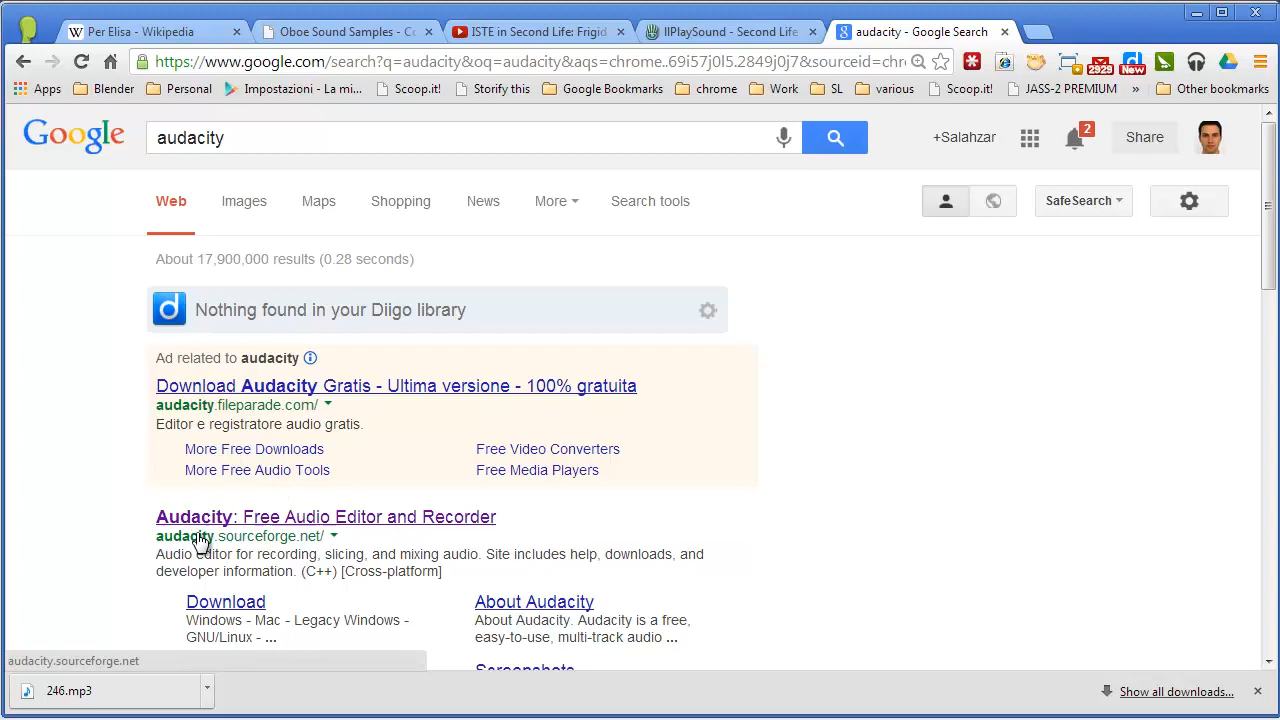 Per Elisa - Wikipedia
Oboe Sound Samples - Co
ISTE in Second Life: Frigid
llPlaySound - Second Life
audacity - Google Search
https://www.google.com/search?q=audacity&oq=audacity&aqs=chrome..69i57j0l5.2849j0j7&sourceid=chr
2929
New
Apps
Blender
Personal
Impostazioni - La mi...
Scoop.it!
Storify this
Google Bookmarks
chrome
Work
SL
various
Scoop.it!
JASS-2 PREMIUM
»
Other bookmarks
Google
audacity
+Salahzar
2
Share
Web
Images
Maps
Shopping
News
More
Search tools
SafeSearch
About 17,900,000 results (0.28 seconds)
d
Nothing found in your Diigo library
Ad related to audacity
Download Audacity Gratis - Ultima versione - 100% gratuita
audacity.fileparade.com/
Editor e registratore audio gratis.
More Free Downloads
Free Video Converters
More Free Audio Tools
Free Media Players
Audacity: Free Audio Editor and Recorder
audacity.sourceforge.net/
Audio editor for recording, slicing, and mixing audio. Site includes help, downloads, and
developer information. (C++) [Cross-platform]
Download
About Audacity
Windows - Mac - Legacy Windows -
About Audacity. Audacity is a free,
GNU/Linux - ...
easy-to-use, multi-track audio ...
Screenshots
audacity.sourceforge.net
246.mp3
Show all downloads...